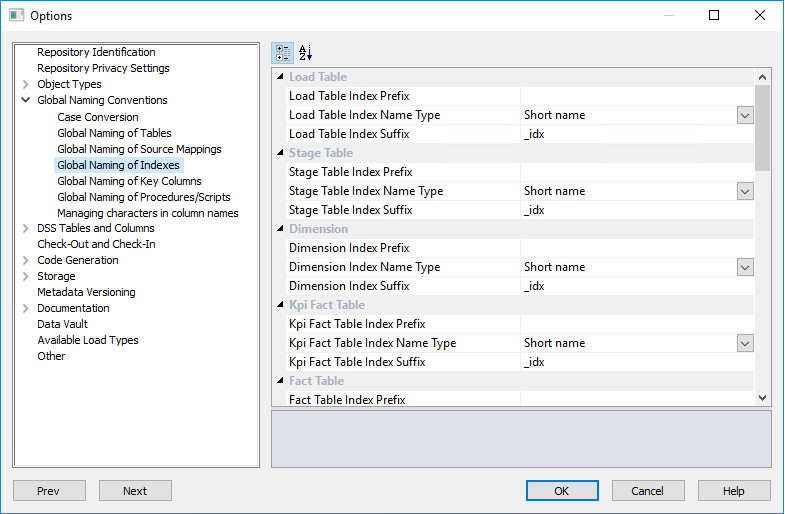 Options
Repository Identification
Repository Privacy Settings
Object Types
Global Naming Conventions
Case Conversion
Global Naming of Tables
Global Naming of Source Mappings
Global Naming of Indexes
Global Naming of Key Columns
Global Naming of Procedures/Scripts
Managing characters in column names
DSS Tables and Columns
Check-Out and Check-In
Code Generation
Storage
Metadata Versioning
Documentation
Data Vault
Available Load Types
Other
A
Z
Load Table
Load Table Index Prefix
Load Table Index Name Type Short name
Load Table Index Suffix _idx
Stage Table
Stage Table Index Prefix
Stage Table Index Name Type Short name
Stage Table Index Suffix _idx
Dimension
Dimension Index Prefix
Dimension Index Name Type Short name
Dimension Index Suffix _idx
Kpi Fact Table
Kpi Fact Table Index Prefix
Kpi Fact Table Index Name Type Short name
Kpi Fact Table Index Suffix _idx
Fact Table
Fact Table Index Prefix
Prev Next OK Cancel Help